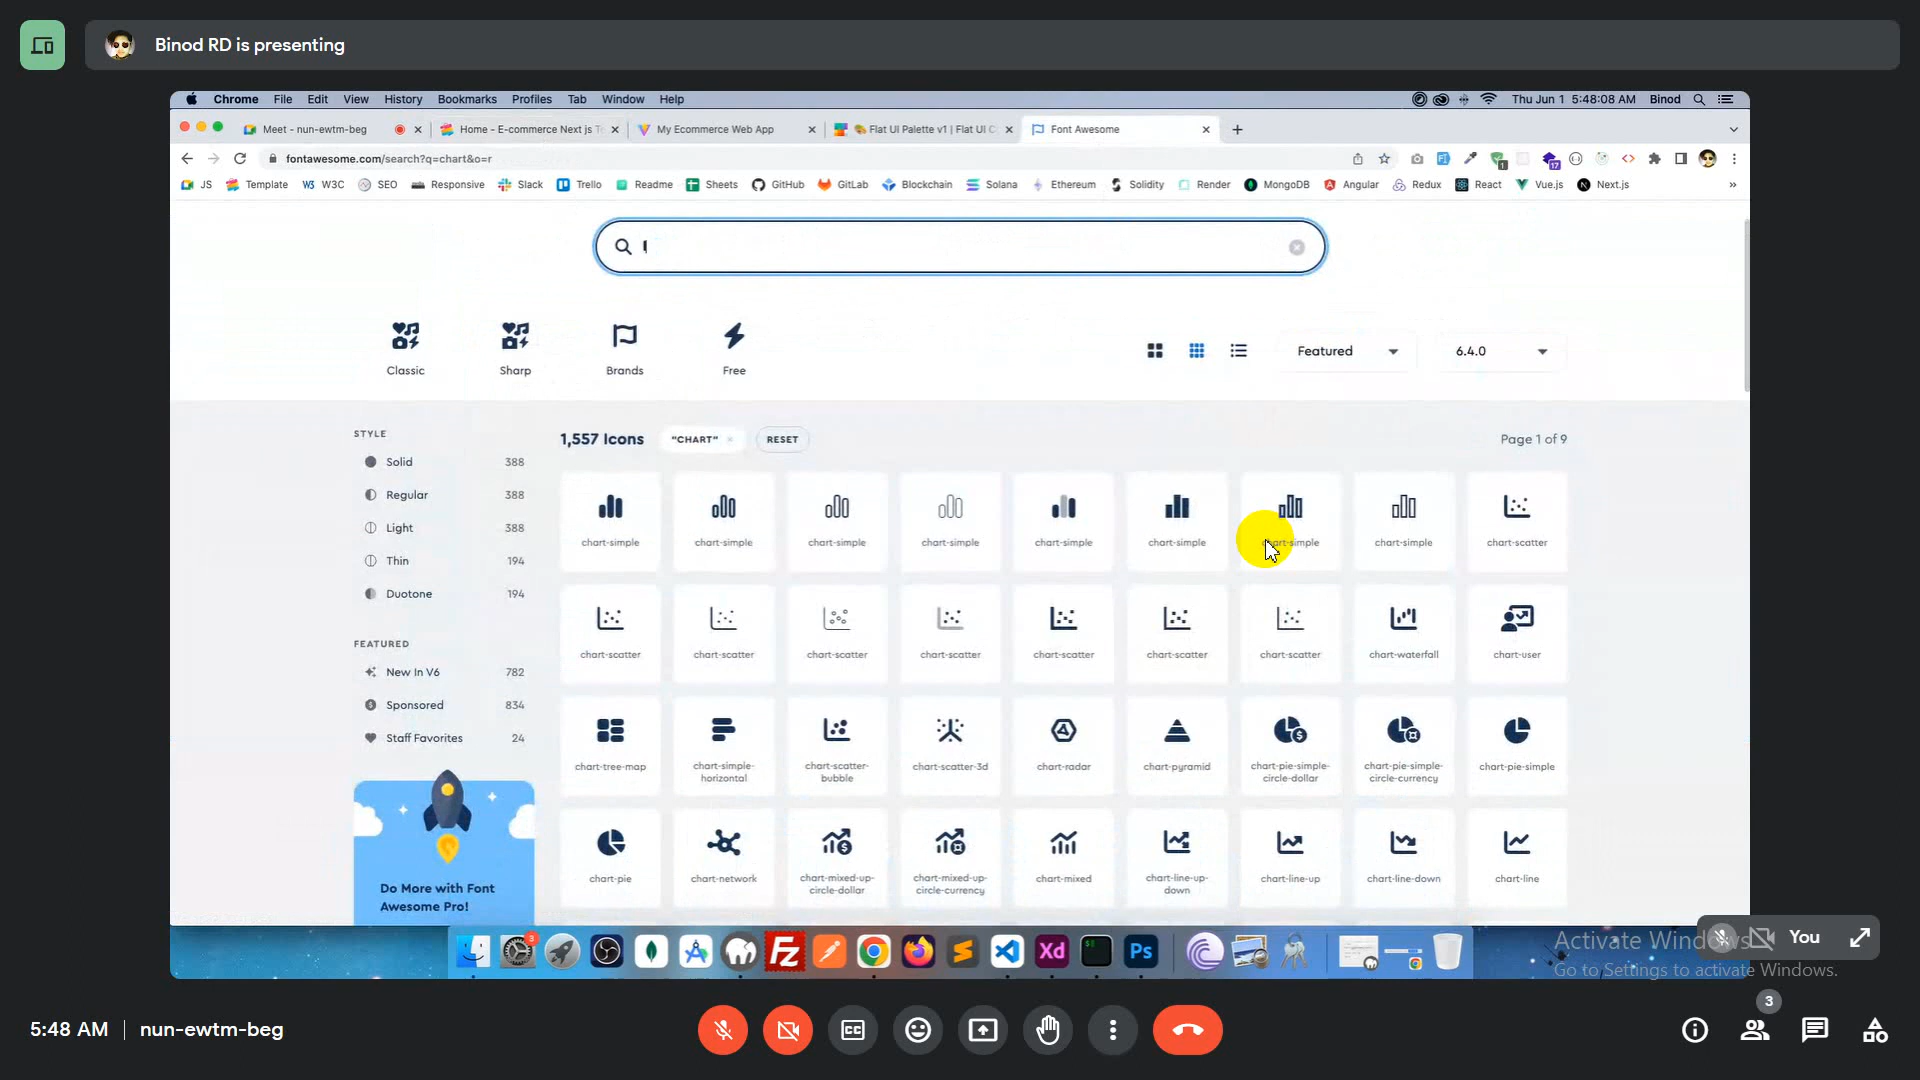 Binod RD is presenting
Chrome File Edit View History Bookmarks Profiles Tab Window Help
Thu Jun 1 5:48:08 AM Binod
Meet - nun-ewtm-beg
Home - E-commerce Next js T
My Ecommerce Web App
Flat UI Palette v1 | Flat UI C
Font Awesome
fontawesome.com/search?q=chart&o=r
1
17
JS Template W3C SEO Responsive Slack Trello Readme Sheets GitHub GitLab Blockchain Solana Ethereum Solidity Render MongoDB Angular Redux React Vue.js Next.js
Classic Sharp Brands Free
Featured 6.4.0
STYLE
Solid 388
Regular 388
Light 388
Thin 194
Duotone 194
FEATURED
New In V6 782
Sponsored 834
Staff Favorites 24
Do More with Font
Awesome Pro!
1,557 Icons "CHART" × RESET Page 1 of 9
chart-simple chart-simple chart-simple chart-simple chart-simple chart-simple chart-simple chart-simple chart-scatter
chart-scatter chart-scatter chart-scatter chart-scatter chart-scatter chart-scatter chart-scatter chart-waterfall chart-user
chart-tree-map chart-simple-horizontal chart-scatter-bubble chart-scatter-3d chart-radar chart-pyramid chart-pie-simple-circle-dollar chart-pie-simple-circle-currency chart-pie-simple
chart-pie chart-network chart-mixed-up-circle-dollar chart-mixed-up-circle-currency chart-mixed chart-line-up-down chart-line-up chart-line-down chart-line
3
Fz
Xd
Ps
Activate Windows
Go to Settings to activate Windows.
You
5:48 AM | nun-ewtm-beg
CC
3